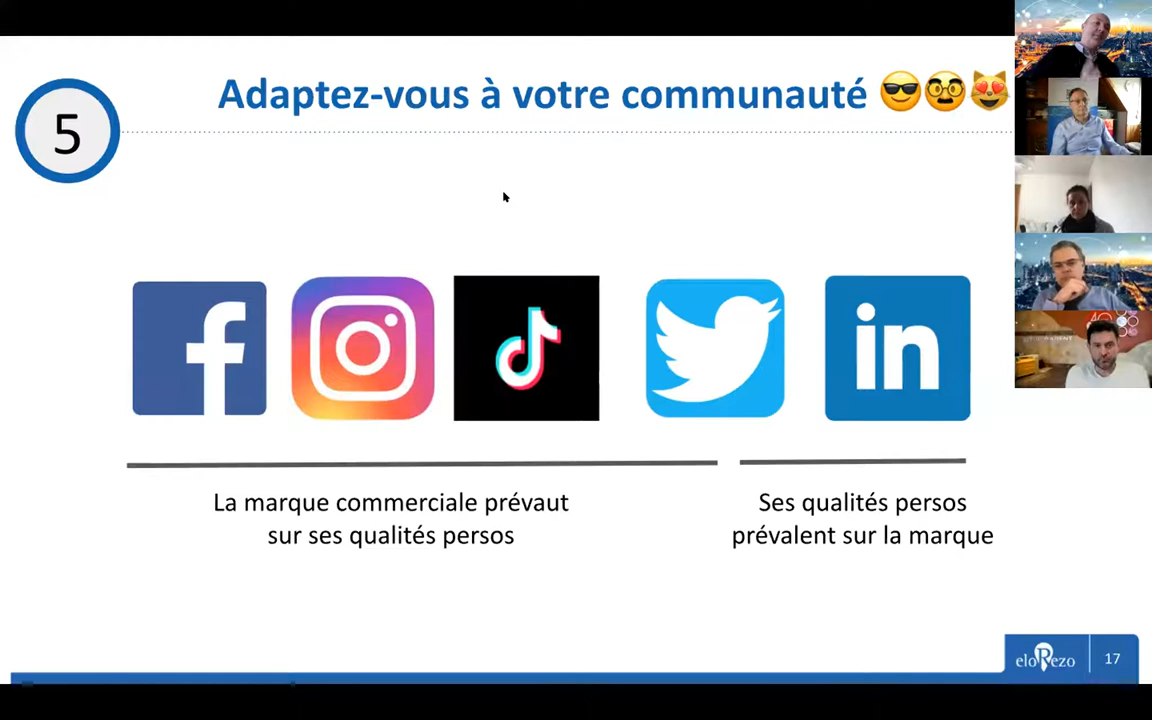 5
Adaptez-vous à votre communauté 😎🥸😻
in
La marque commerciale prévaut
sur ses qualités persos
Ses qualités persos
prévalent sur la marque
eloRezo
17